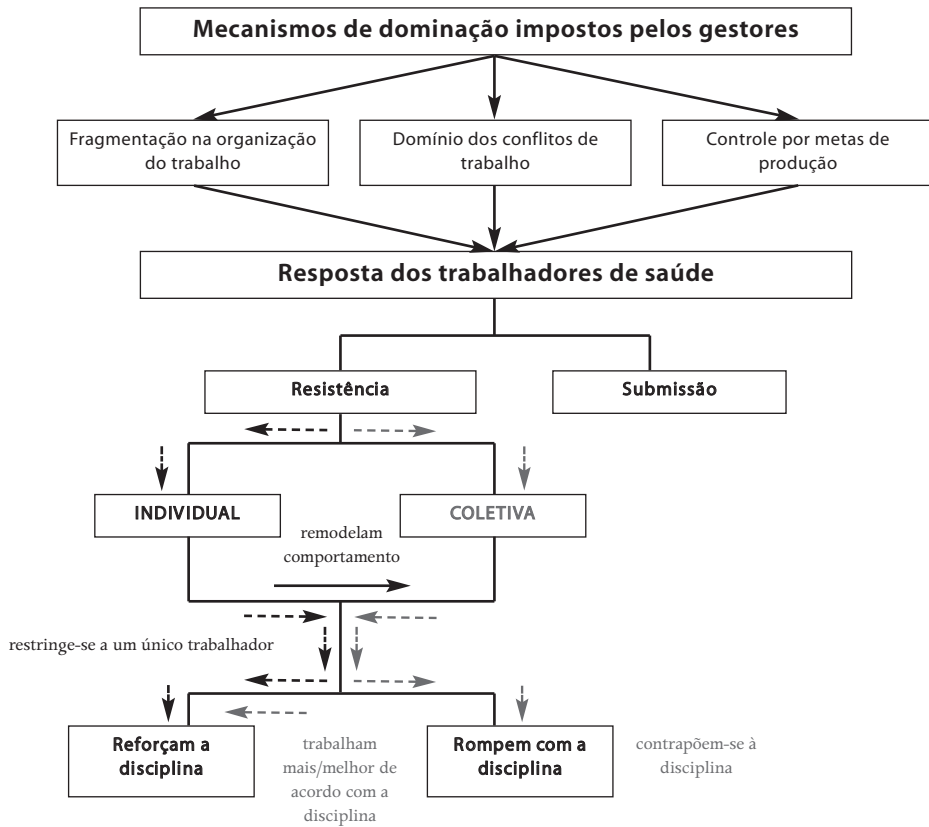 Mecanismos de dominação impostos pelos gestores
Fragmentação na organização
do trabalho
Domínio dos conflitos de
trabalho
Controle por metas de
produção
Resposta dos trabalhadores de saúde
Resistência
Submissão
INDIVIDUAL
COLETIVA
remodelam
comportamento
restringe-se a um único trabalhador
Reforçam a
disciplina
trabalham
mais/melhor de
acordo com a
disciplina
Rompem com a
disciplina
contrapõem-se à
disciplina